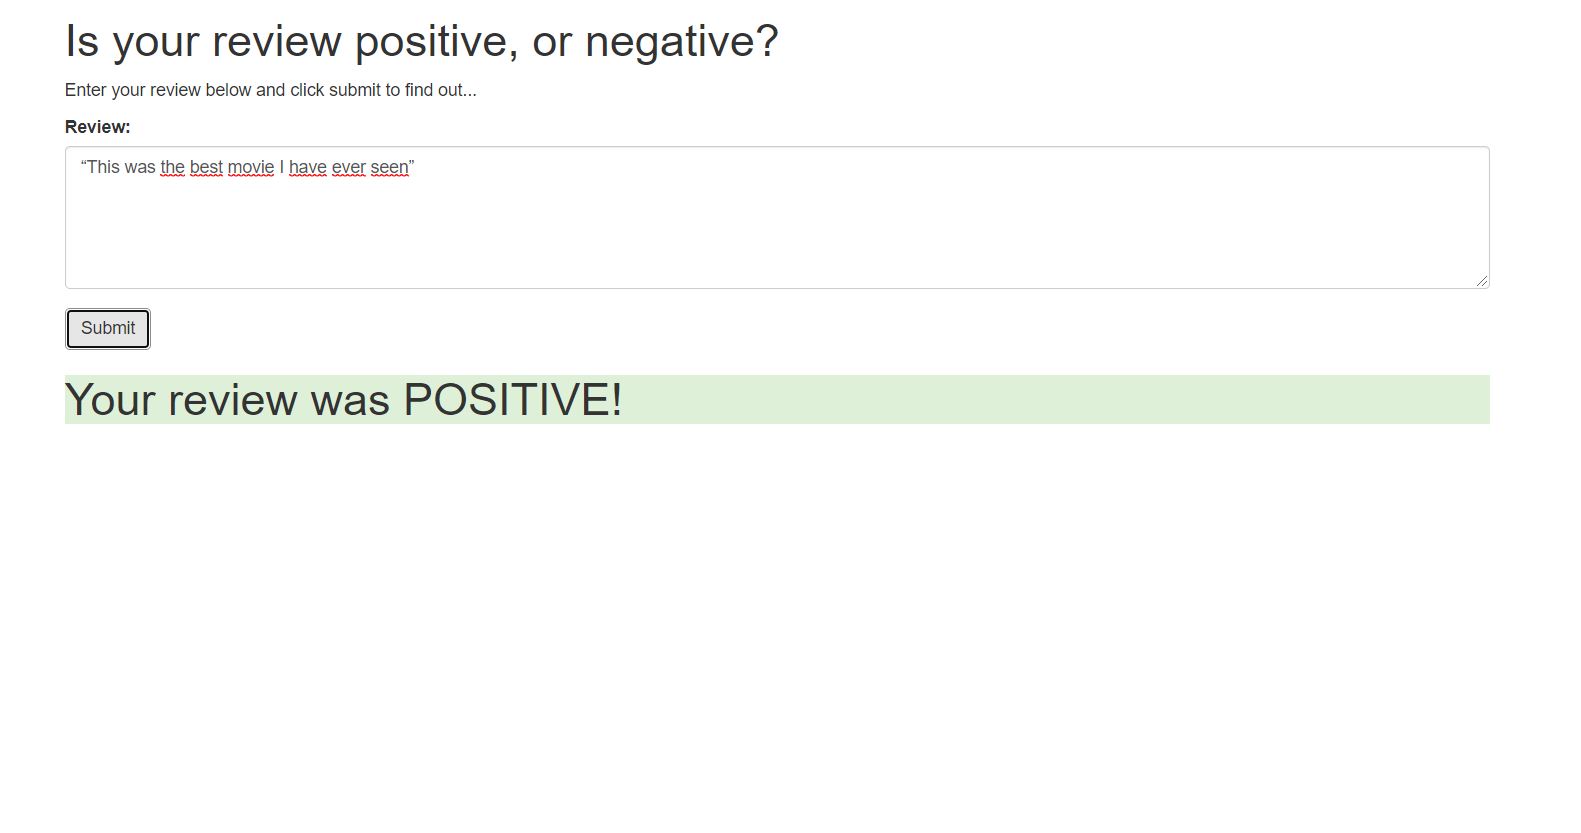 Is your review positive, or negative?
Enter your review below and click submit to find out...
Review:
“This was the best movie I have ever seen”
Submit
Your review was POSITIVE!